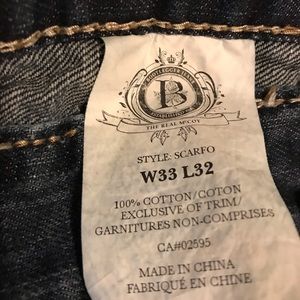 B
THE REAL McCOY
STYLE: SCARFO
W33 L32
100% COTTON/COTON
EXCLUSIVE OF TRIM/
GARNITURES NON-COMPRISES
CA#02595
MADE IN CHINA
FABRIQUÉ EN CHINE